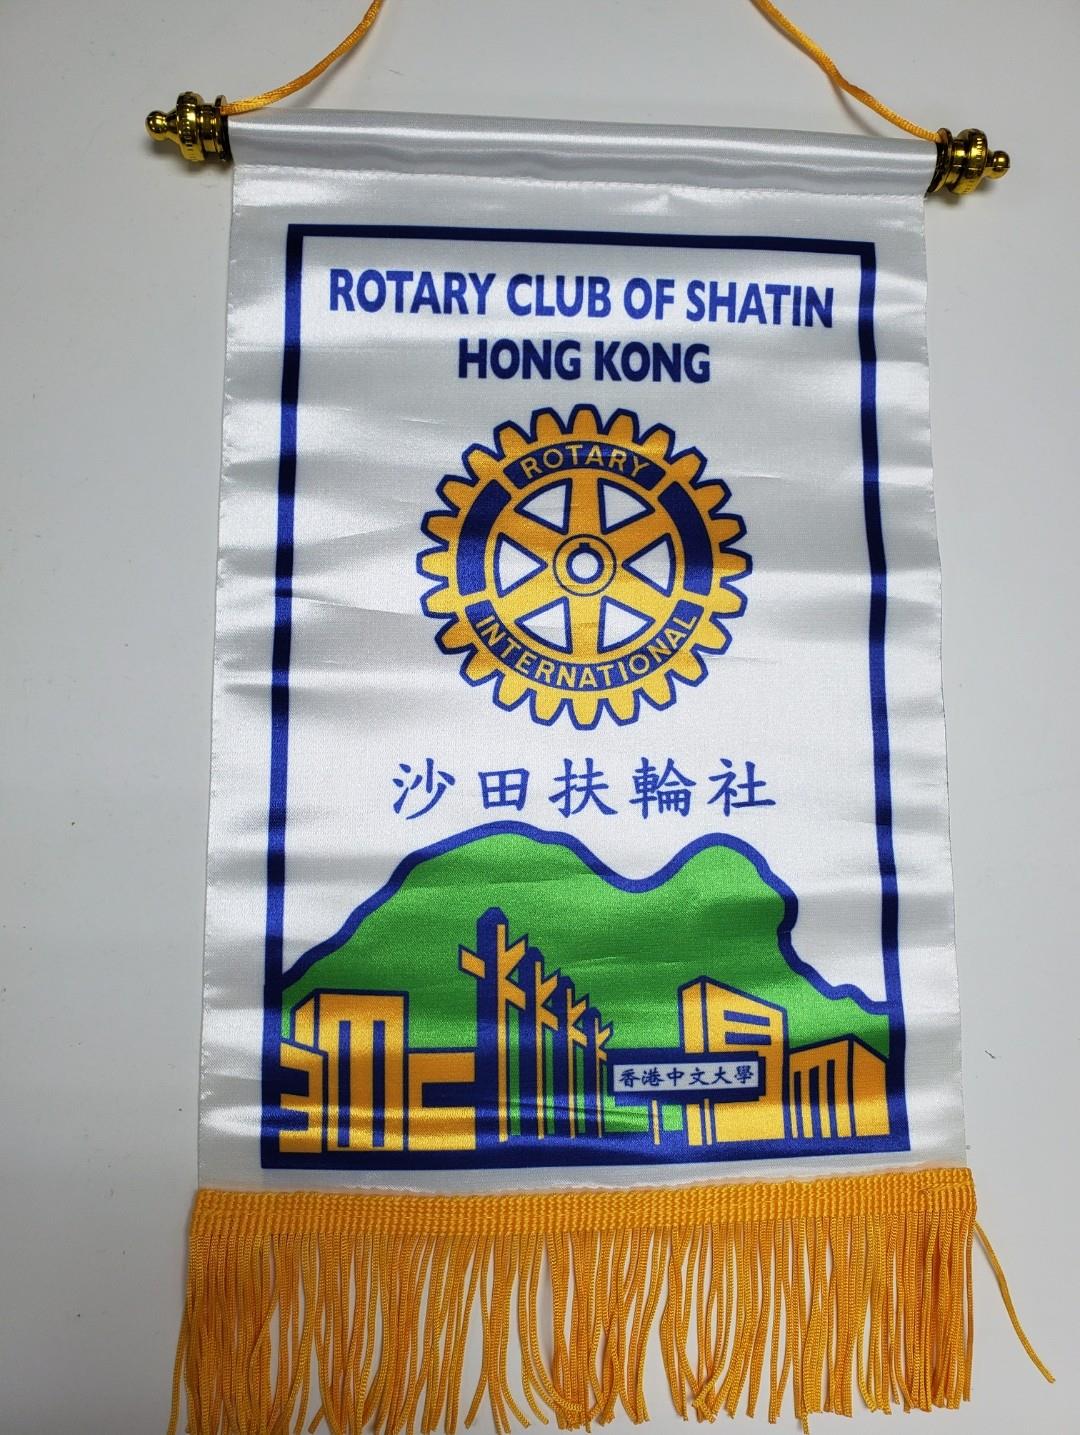 ROTARY CLUB OF SHATIN
HONG KONG
ROTARY
INTERNATIONAL
沙田扶輪社
香港中文大學